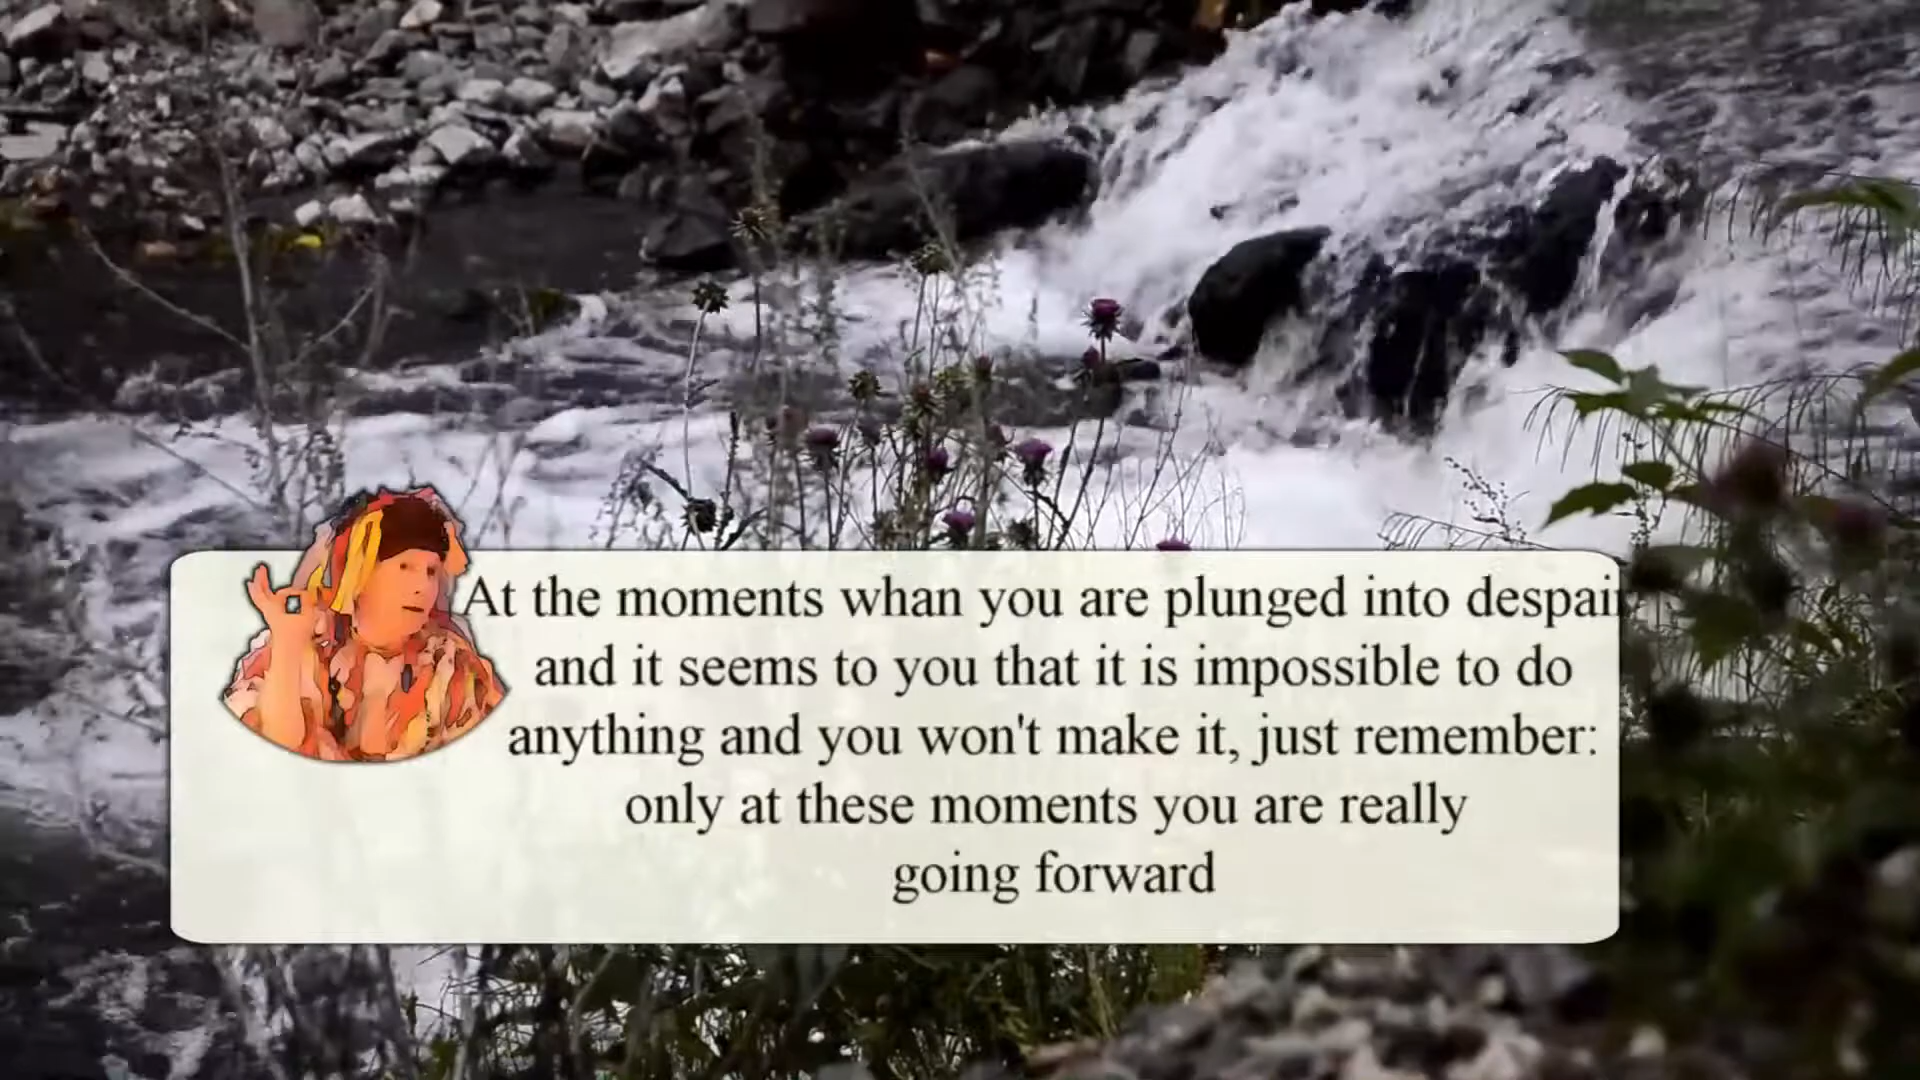 At the moments whan you are plunged into despair
and it seems to you that it is impossible to do
anything and you won't make it, just remember:
only at these moments you are really
going forward